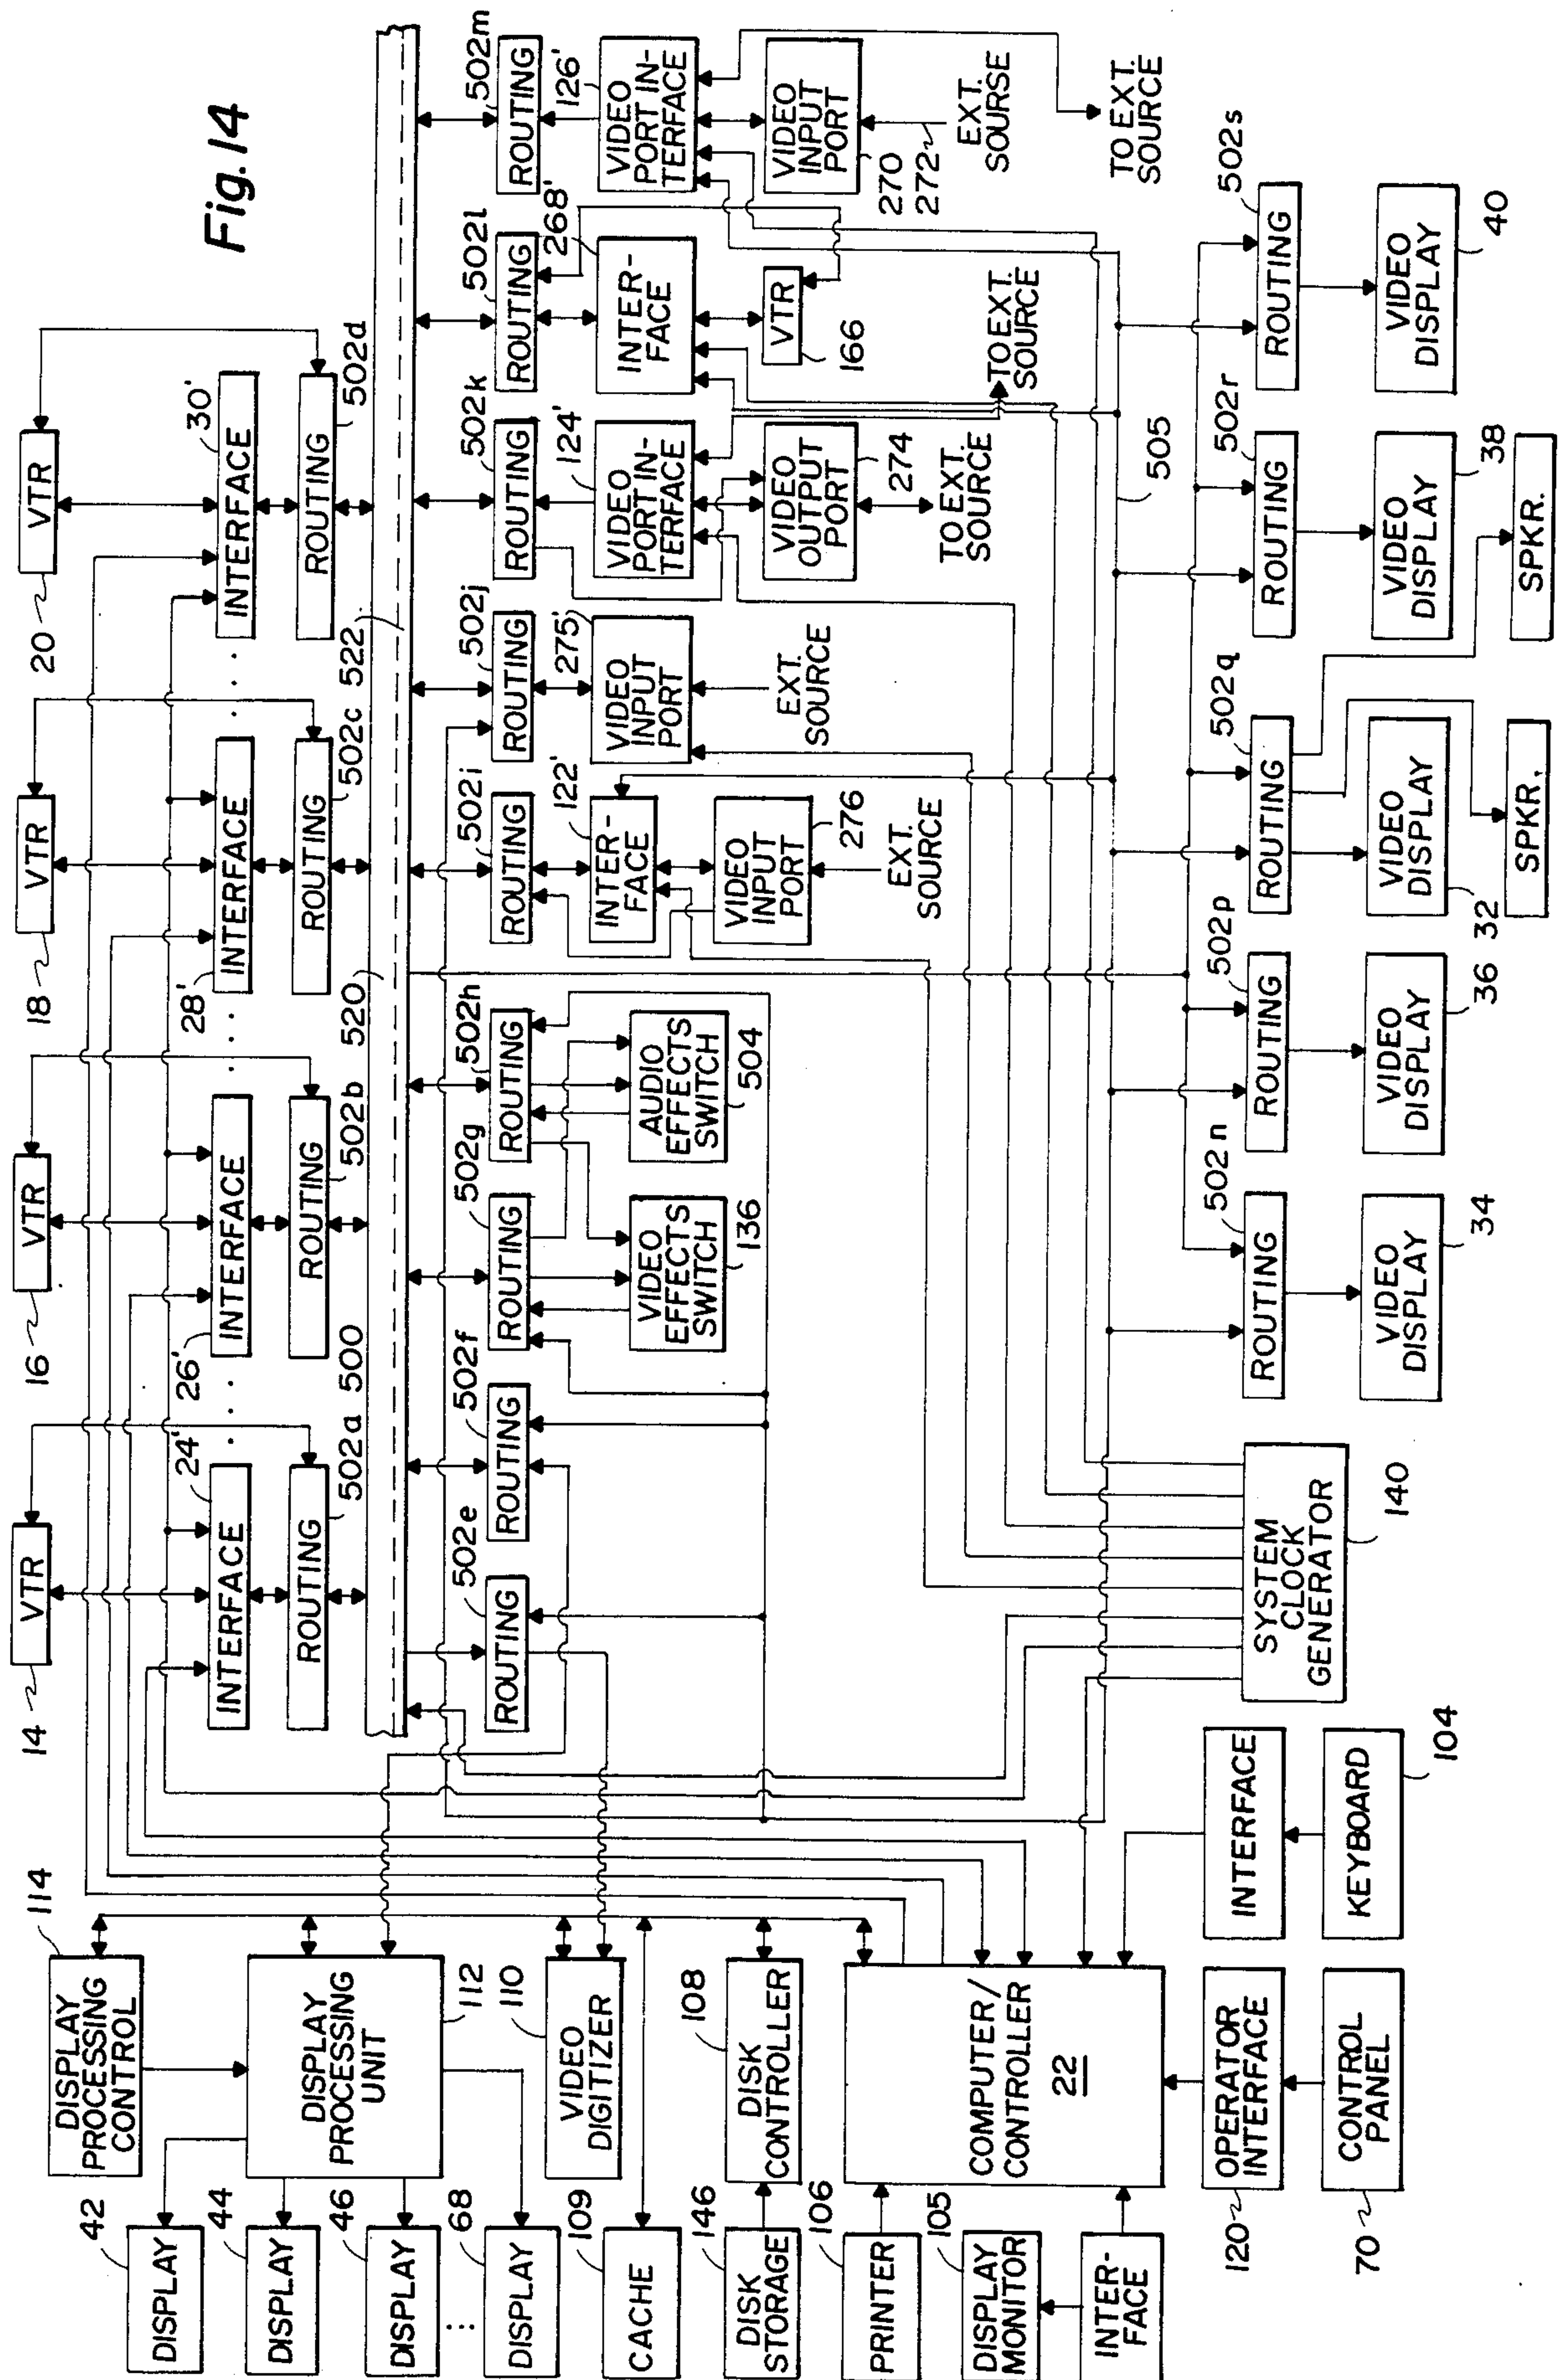 Fig.14
20
VTR
18
VTR
16
VTR
14
VTR
30'
INTERFACE
28'
INTERFACE
26'
INTERFACE
24'
INTERFACE
. . .
. . .
. . .
ROUTING
502a
ROUTING
502b
ROUTING
502c
ROUTING
502d
500
520
522
502e
ROUTING
502f
ROUTING
502g
ROUTING
502h
ROUTING
502i
ROUTING
502j
ROUTING
502k
ROUTING
502l
ROUTING
502m
ROUTING
VIDEO
EFFECTS
SWITCH
136
AUDIO
EFFECTS
SWITCH
504
122'
INTER-
FACE
VIDEO
INPUT
PORT
276
EXT.
SOURCE
275'
VIDEO
INPUT
PORT
EXT.
SOURCE
124'
VIDEO
PORT IN-
TERFACE
VIDEO
OUTPUT
PORT
274
TO EXT.
SOURCE
TO EXT.
SOURCE
268'
INTER-
FACE
VTR
166
126'
VIDEO
PORT IN-
TERFACE
VIDEO
INPUT
PORT
270
272
EXT.
SOURSE
TO EXT.
SOURCE
505
502n
ROUTING
VIDEO
DISPLAY
34
502p
ROUTING
VIDEO
DISPLAY
36
502q
ROUTING
VIDEO
DISPLAY
32
SPKR.
502r
ROUTING
VIDEO
DISPLAY
38
SPKR.
502s
ROUTING
VIDEO
DISPLAY
40
SYSTEM
CLOCK
GENERATOR
140
114
DISPLAY
PROCESSING
CONTROL
DISPLAY
PROCESSING
UNIT
112
110
VIDEO
DIGITIZER
108
DISK
CONTROLLER
COMPUTER/
CONTROLLER
22
42
DISPLAY
44
DISPLAY
46
DISPLAY
...
68
DISPLAY
109
CACHE
146
DISK
STORAGE
106
PRINTER
105
DISPLAY
MONITOR
INTER-
FACE
120
OPERATOR
INTERFACE
70
CONTROL
PANEL
INTERFACE
KEYBOARD
104